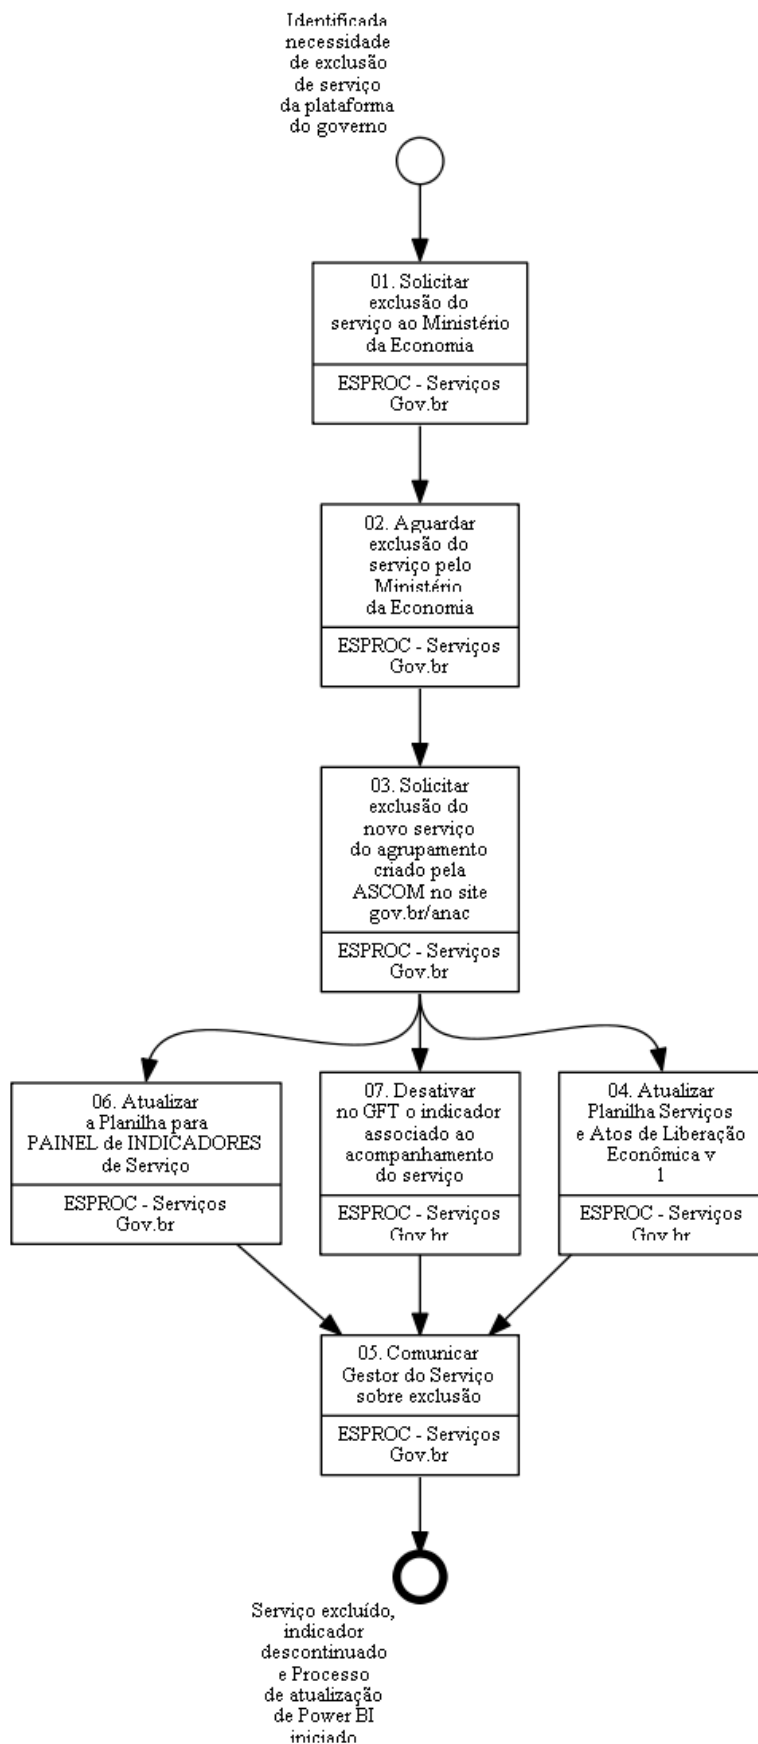 Identificada
necessidade
de exclusão
de serviço
da plataforma
do governo
01. Solicitar
exclusão do
serviço ao Ministério
da Economia
ESPROC - Serviços
Gov.br
02. Aguardar
exclusão do
serviço pelo
Ministério
da Economia
ESPROC - Serviços
Gov.br
03. Solicitar
exclusão do
novo serviço
do agrupamento
criado pela
ASCOM no site
gov.br/anac
ESPROC - Serviços
Gov.br
06. Atualizar
a Planilha para
PAINEL de INDICADORES
de Serviço
ESPROC - Serviços
Gov.br
07. Desativar
no GFT o indicador
associado ao
acompanhamento
do serviço
ESPROC - Serviços
Gov.br
04. Atualizar
Planilha Serviços
e Atos de Liberação
Econômica v
1
ESPROC - Serviços
Gov.br
05. Comunicar
Gestor do Serviço
sobre exclusão
ESPROC - Serviços
Gov.br
Serviço excluído,
indicador
descontinuado
e Processo
de atualização
de Power BI
iniciado